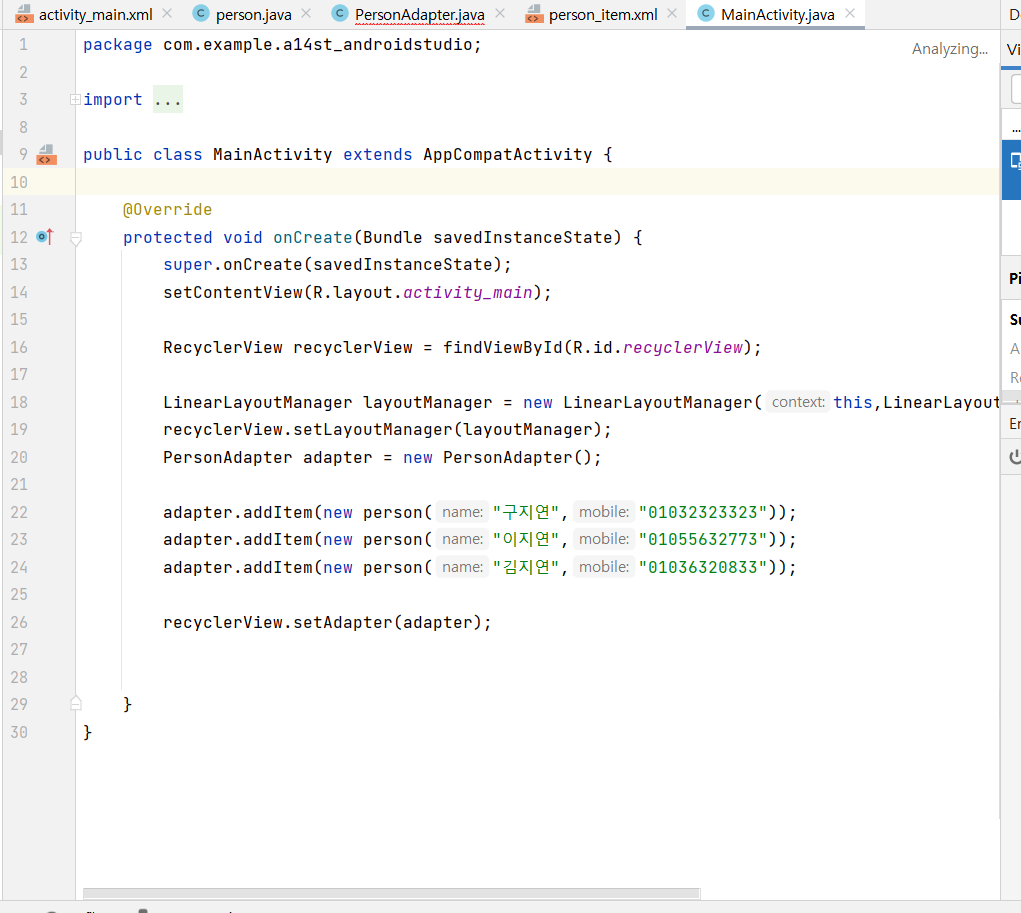 activity_main.xml person.java PersonAdapter.java person_item.xml MainActivity.java
1 package com.example.a14st_androidstudio;
Analyzing...
2
3 import ...
8
9 public class MainActivity extends AppCompatActivity {
10
11 @Override
12 protected void onCreate(Bundle savedInstanceState) {
13 super.onCreate(savedInstanceState);
14 setContentView(R.layout.activity_main);
15
16 RecyclerView recyclerView = findViewById(R.id.recyclerView);
17
18 LinearLayoutManager layoutManager = new LinearLayoutManager( context: this,LinearLayout
19 recyclerView.setLayoutManager(layoutManager);
20 PersonAdapter adapter = new PersonAdapter();
21
22 adapter.addItem(new person( name: "구지연", mobile: "01032323323"));
23 adapter.addItem(new person( name: "이지연", mobile: "01055632773"));
24 adapter.addItem(new person( name: "김지연", mobile: "01036320833"));
25
26 recyclerView.setAdapter(adapter);
27
28
29 }
30 }